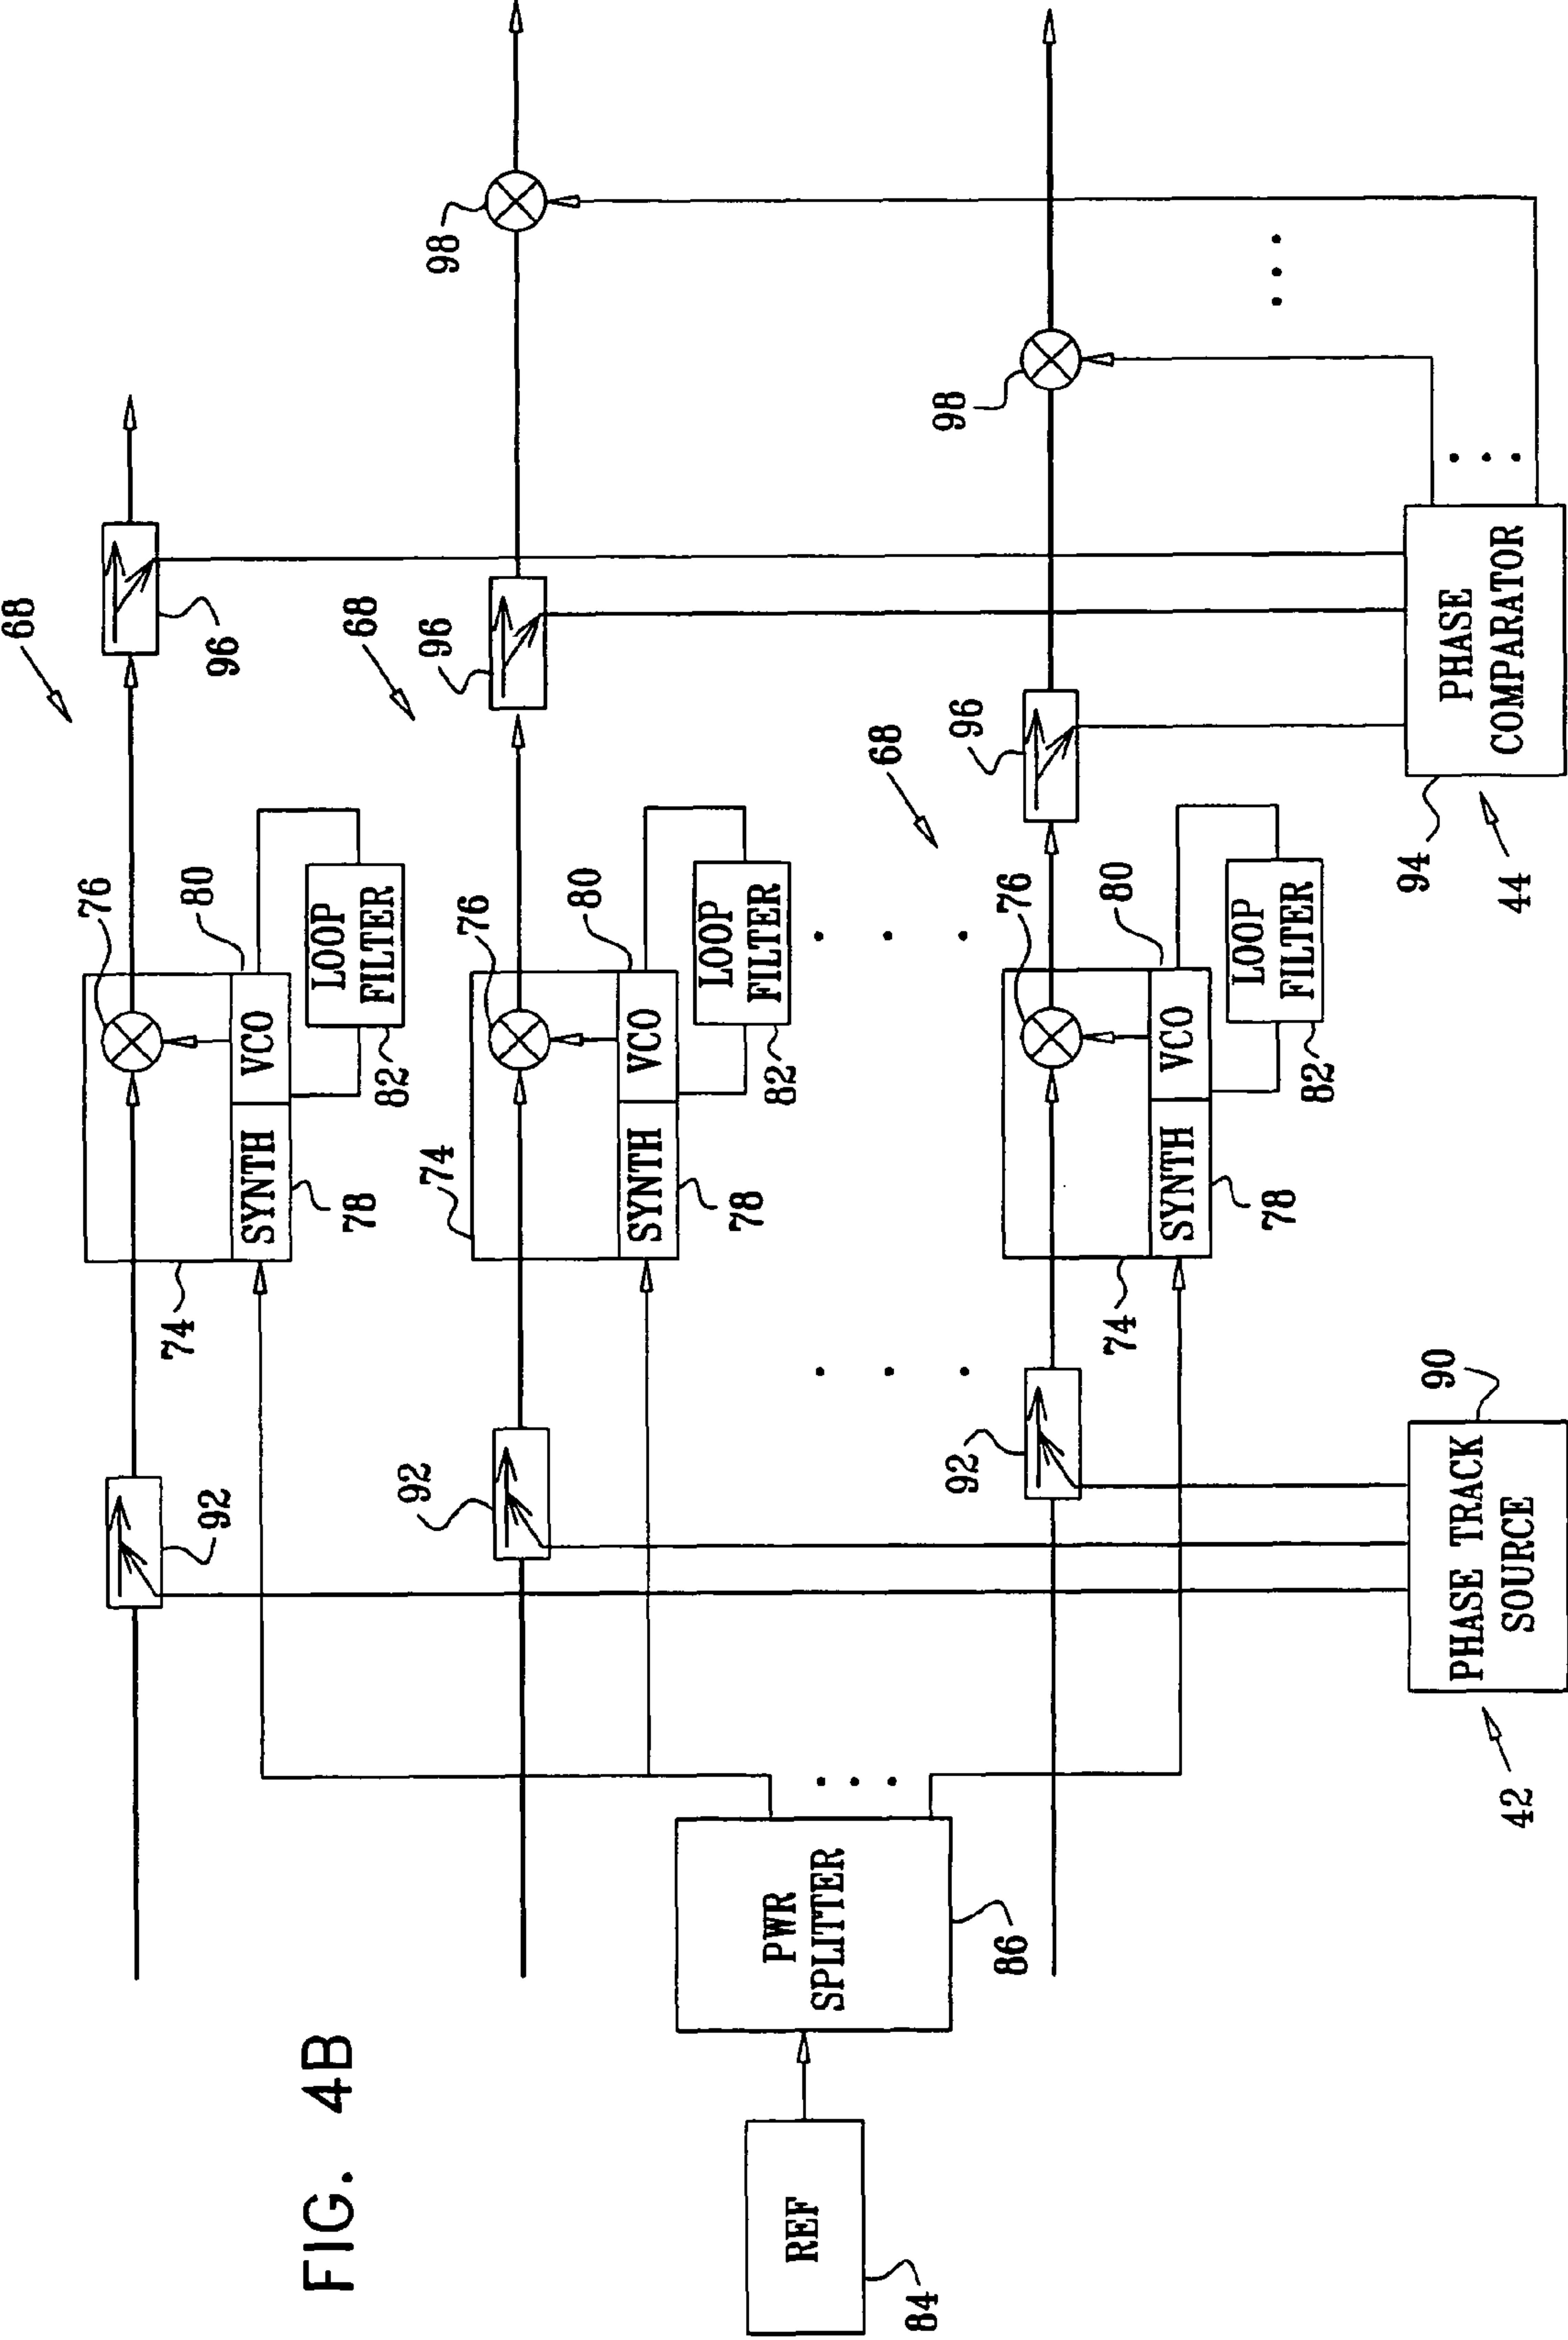 FIG. 4B
68
96
76
80
LOOP
FILTER
82
VCO
SYNTH
78
74
92
98
68
96
76
80
LOOP
FILTER
82
VCO
SYNTH
78
74
92
98
68
96
76
80
LOOP
FILTER
82
VCO
SYNTH
78
74
92
REF
84
PWR
SPLITTER
86
PHASE TRACK
SOURCE
90
42
PHASE
COMPARATOR
94
44